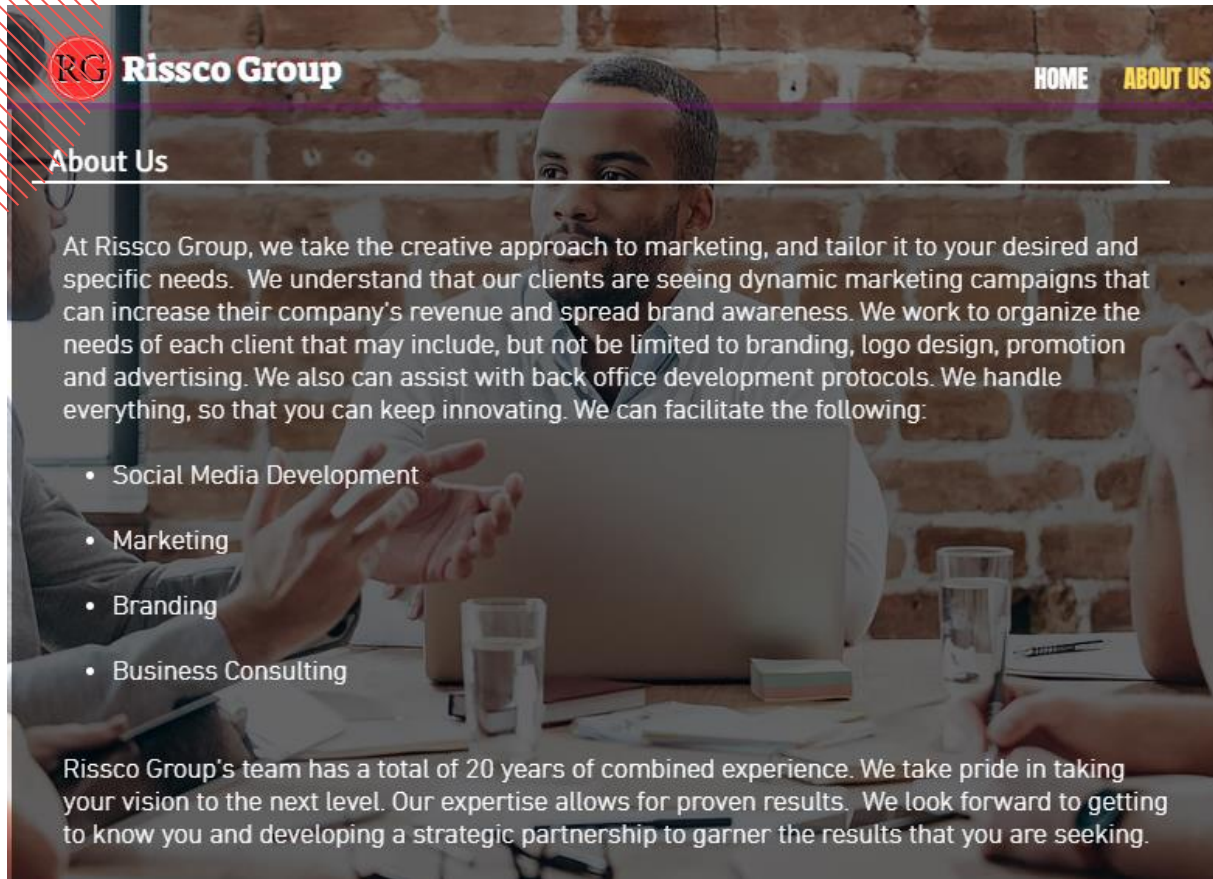 RG Rissco Group
HOME ABOUT US
About Us
At Rissco Group, we take the creative approach to marketing, and tailor it to your desired and
specific needs.  We understand that our clients are seeing dynamic marketing campaigns that
can increase their company's revenue and spread brand awareness. We work to organize the
needs of each client that may include, but not be limited to branding, logo design, promotion
and advertising. We also can assist with back office development protocols. We handle
everything, so that you can keep innovating. We can facilitate the following:
• Social Media Development
• Marketing
• Branding
• Business Consulting
Rissco Group's team has a total of 20 years of combined experience. We take pride in taking
your vision to the next level. Our expertise allows for proven results.  We look forward to getting
to know you and developing a strategic partnership to garner the results that you are seeking.